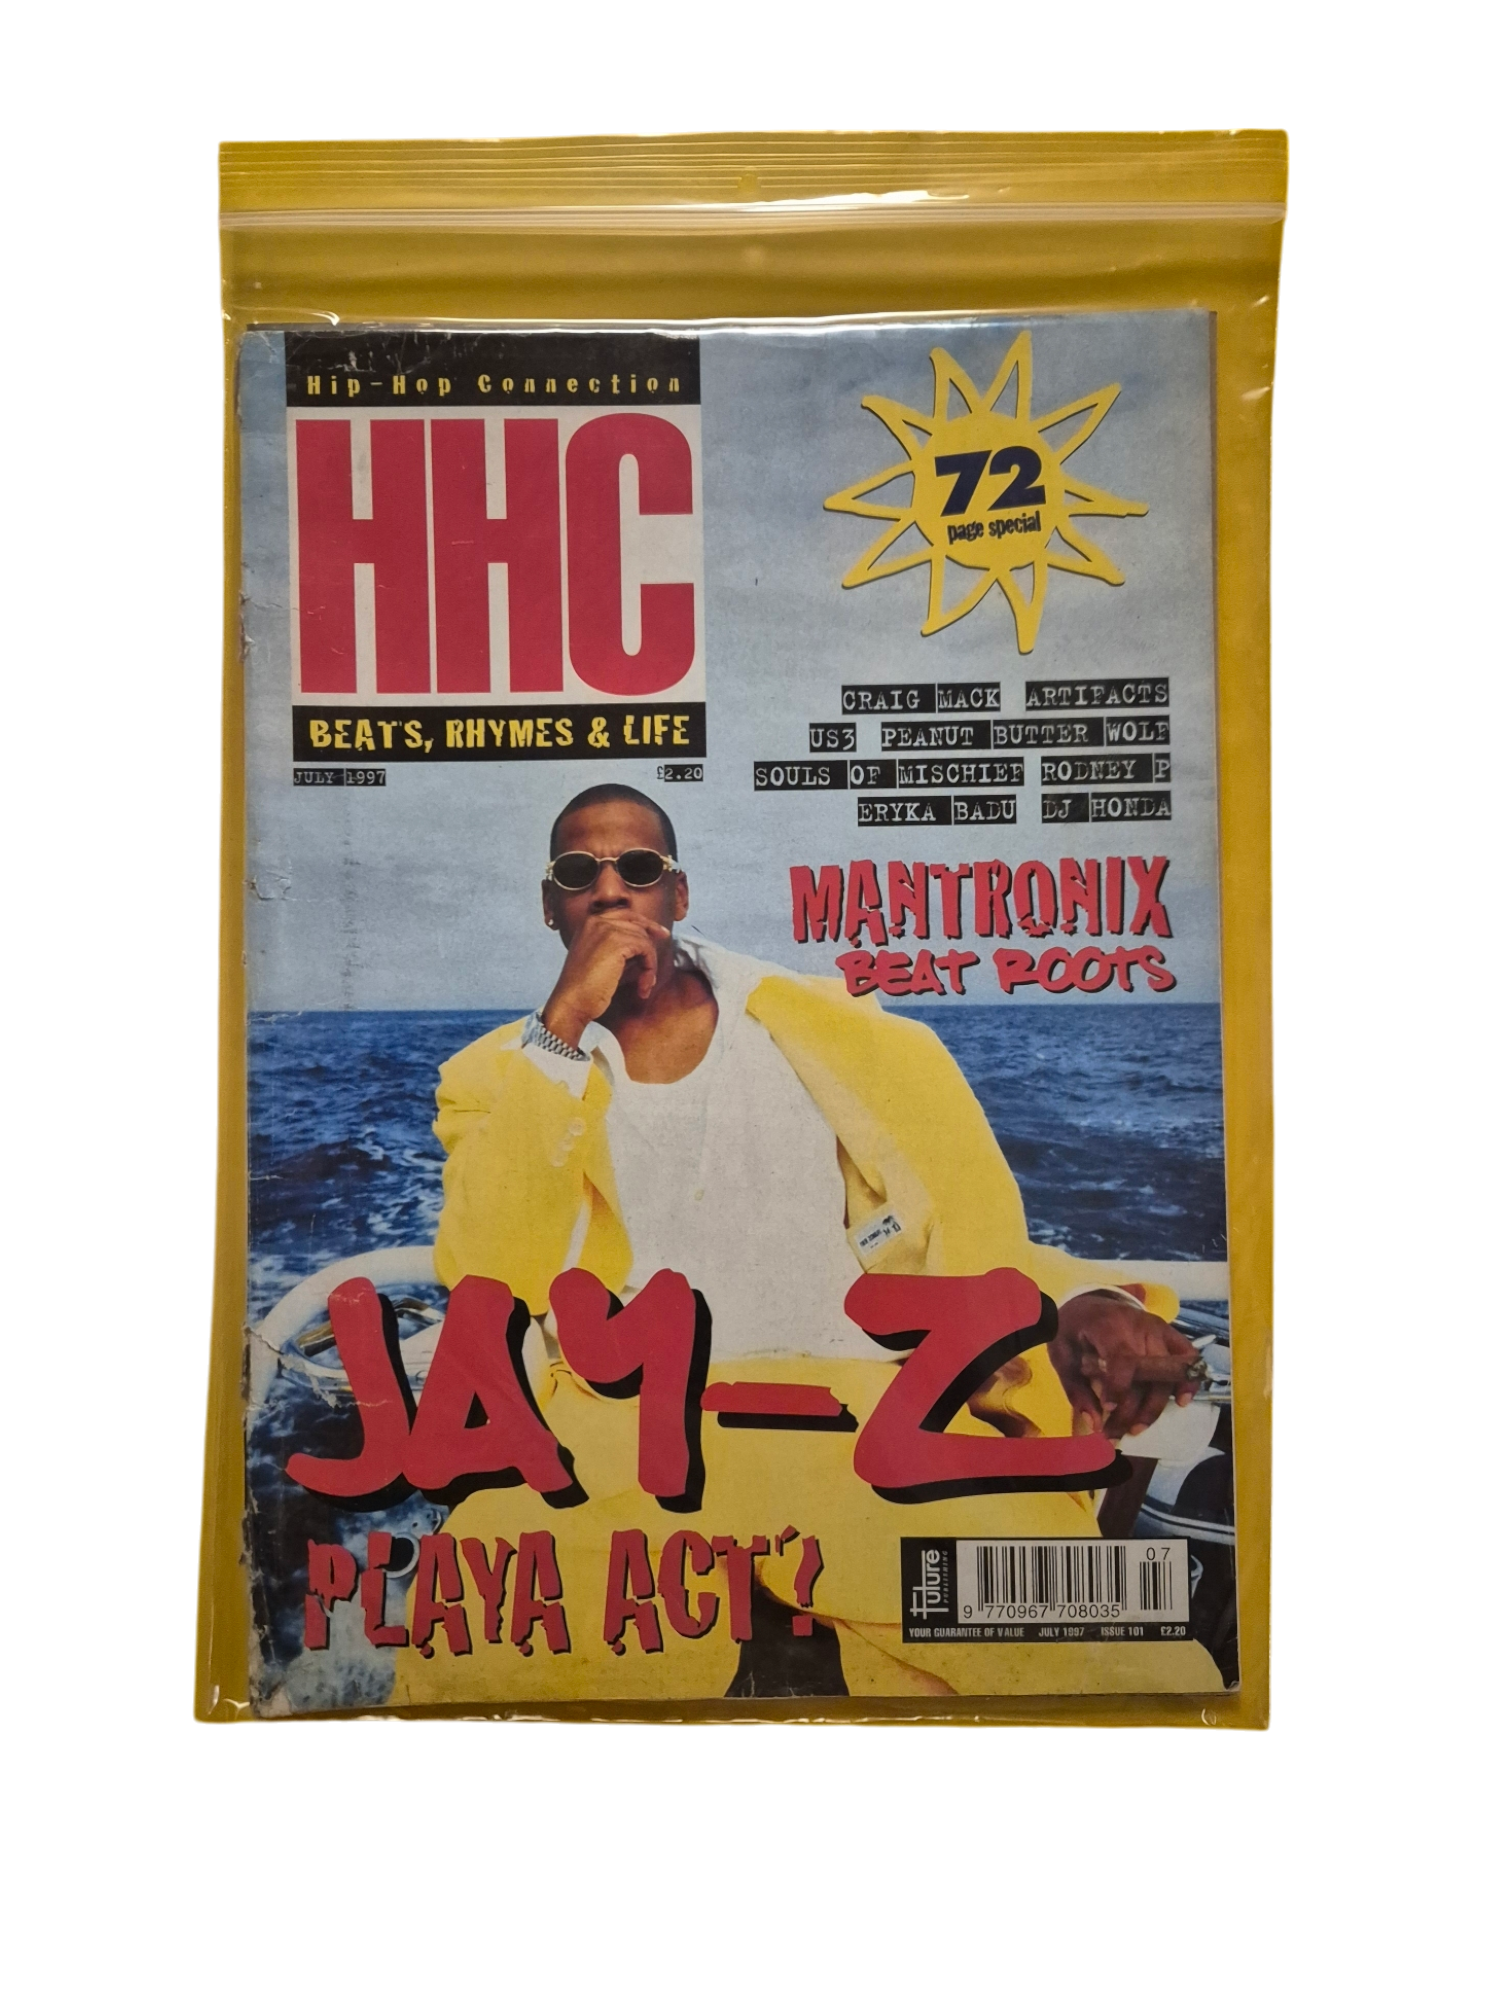 Hip-Hop Connection
HHC
BEATS, RHYMES & LIFE
JULY 1997 £2.20
72
page special
CRAIG MACK ARTIFACTS
US3 PEANUT BUTTER WOLF
SOULS OF MISCHIEF RODNEY P
ERYKA BADU DJ HONDA
MANTRONIX
BEAT ROOTS
JAY-Z
PLAYA ACT?
Future
PUBLISHING
07
9 770967 708035
YOUR GUARANTEE OF VALUE JULY 1997 ISSUE 101 £2.20